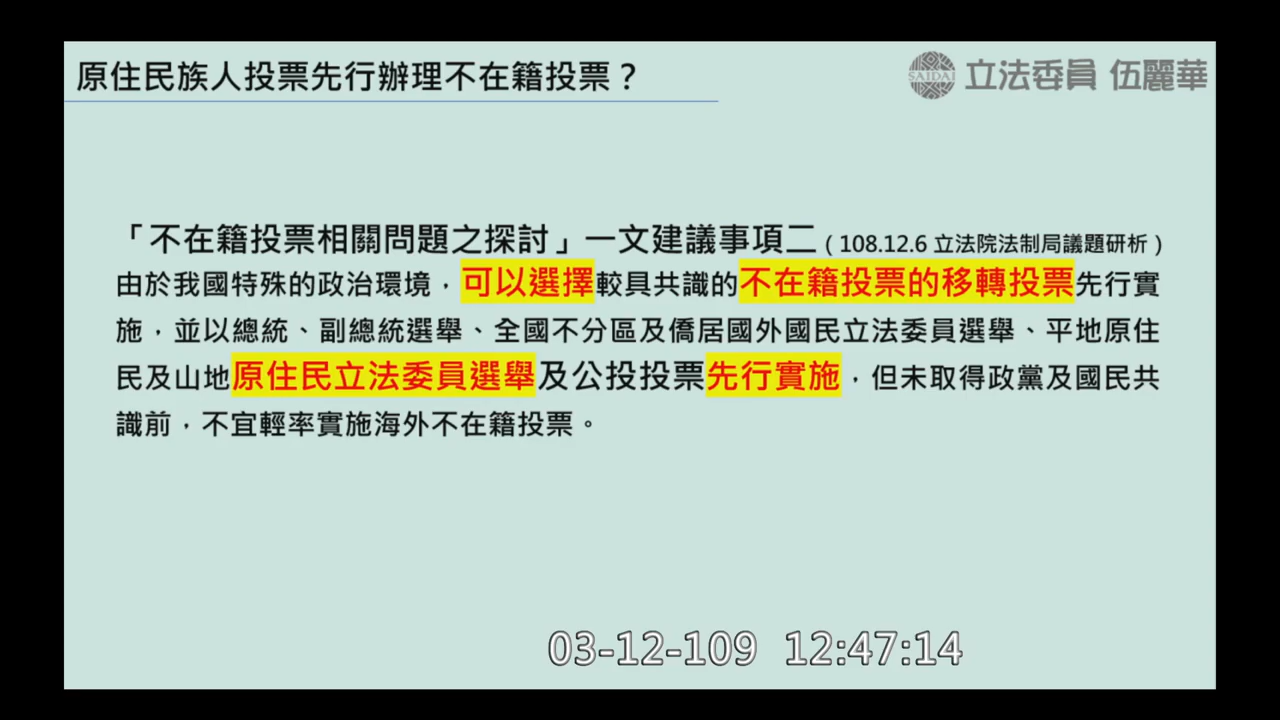 原住民族人投票先行辦理不在籍投票？
SAIDAI 立法委員 伍麗華
「不在籍投票相關問題之探討」一文建議事項二（108.12.6 立法院法制局議題研析）
由於我國特殊的政治環境，可以選擇較具共識的不在籍投票的移轉投票先行實
施，並以總統、副總統選舉、全國不分區及僑居國外國民立法委員選舉、平地原住
民及山地原住民立法委員選舉及公投投票先行實施，但未取得政黨及國民共
識前，不宜輕率實施海外不在籍投票。
03-12-109 12:47:14